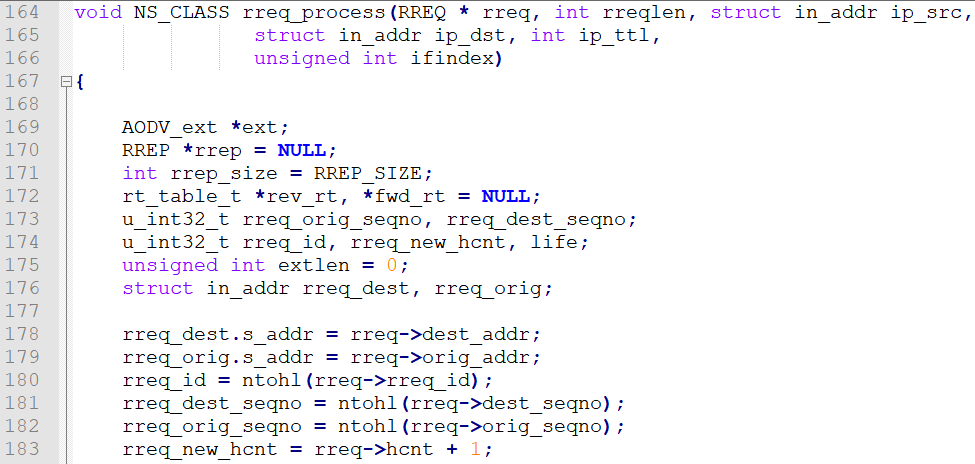 164 void NS_CLASS rreq_process(RREQ * rreq, int rreqlen, struct in_addr ip_src,
165 struct in_addr ip_dst, int ip_ttl,
166 unsigned int ifindex)
167 {
168
169 AODV_ext *ext;
170 RREP *rrep = NULL;
171 int rrep_size = RREP_SIZE;
172 rt_table_t *rev_rt, *fwd_rt = NULL;
173 u_int32_t rreq_orig_seqno, rreq_dest_seqno;
174 u_int32_t rreq_id, rreq_new_hcnt, life;
175 unsigned int extlen = 0;
176 struct in_addr rreq_dest, rreq_orig;
177
178 rreq_dest.s_addr = rreq->dest_addr;
179 rreq_orig.s_addr = rreq->orig_addr;
180 rreq_id = ntohl(rreq->rreq_id);
181 rreq_dest_seqno = ntohl(rreq->dest_seqno);
182 rreq_orig_seqno = ntohl(rreq->orig_seqno);
183 rreq_new_hcnt = rreq->hcnt + 1;